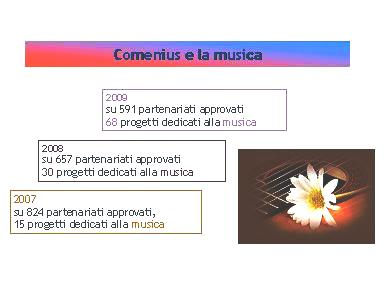 Comenius e la musica
2009
su 591 partenariati approvati
68 progetti dedicati alla musica
2008
su 657 partenariati approvati
30 progetti dedicati alla musica
2007
su 824 partenariati approvati,
15 progetti dedicati alla musica